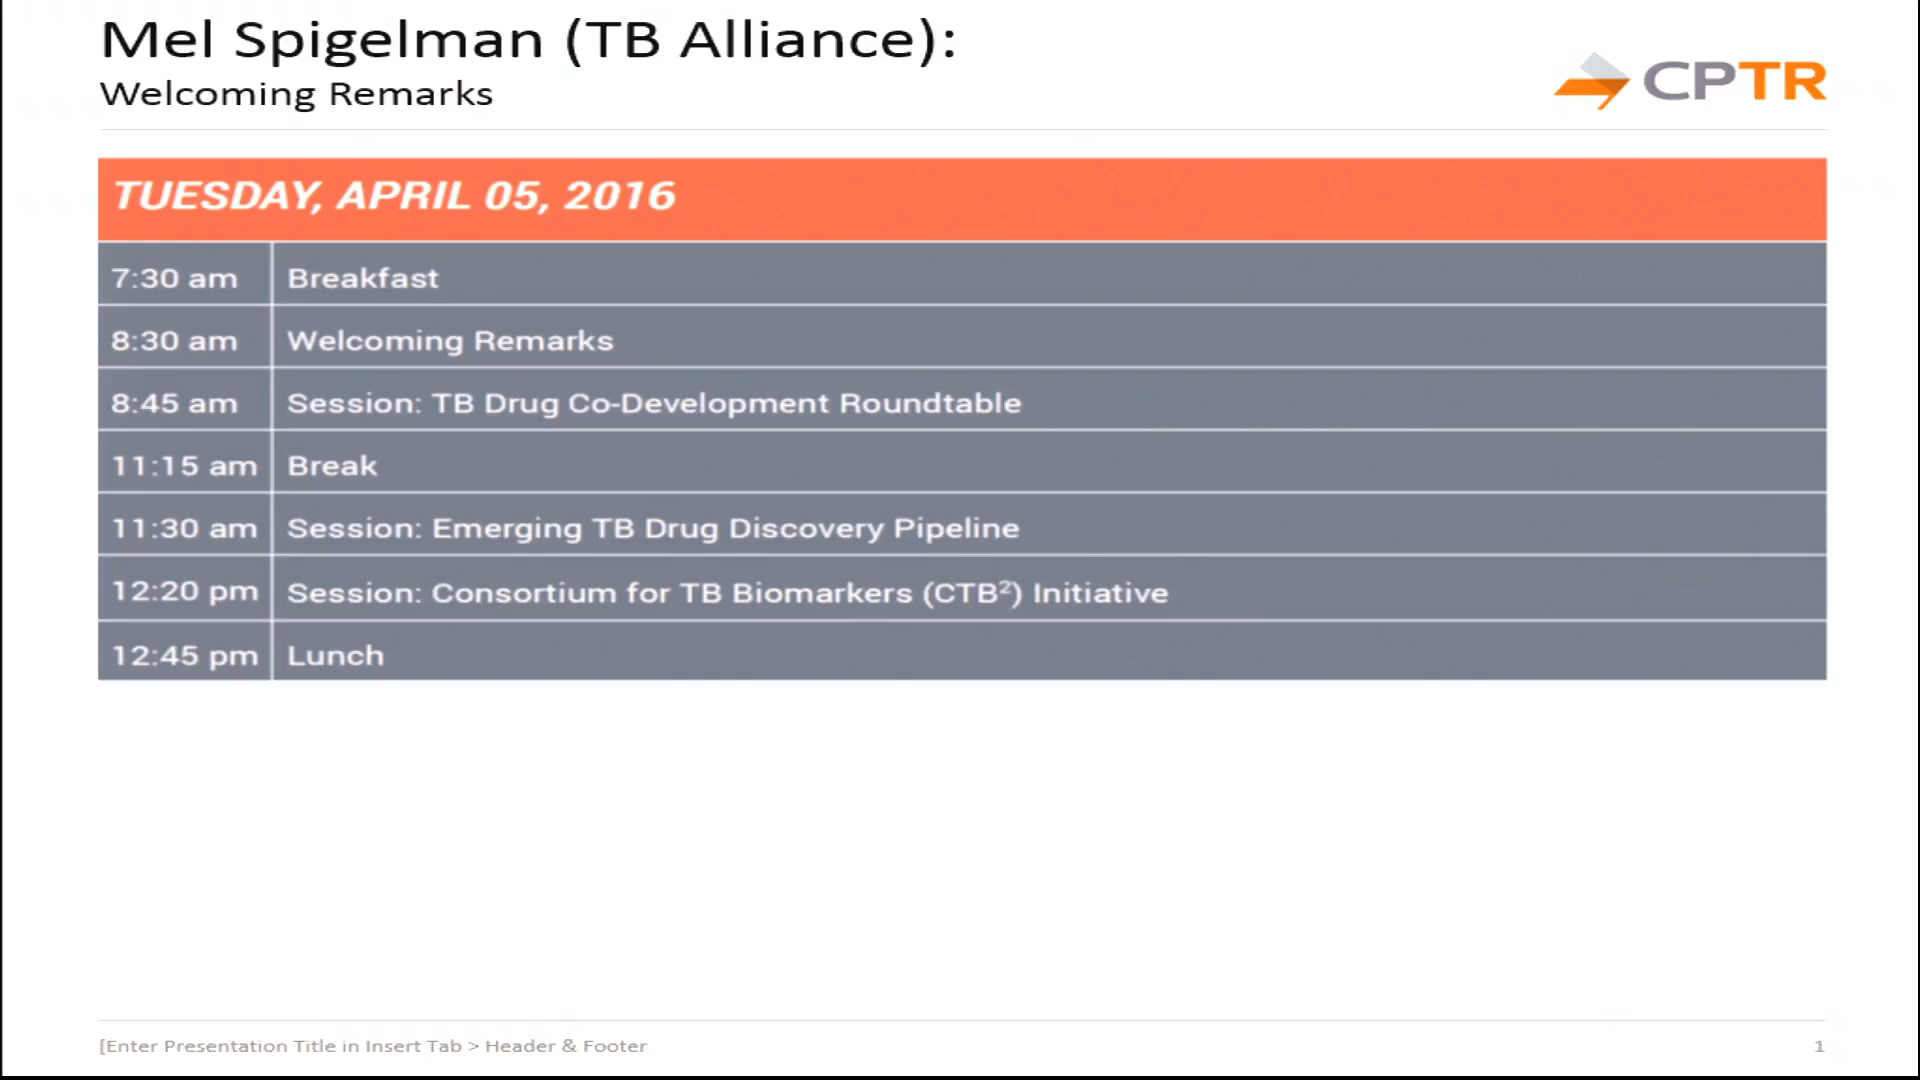 Mel Spigelman (TB Alliance):
Welcoming Remarks
CPTR
TUESDAY, APRIL 05, 2016
7:30 am Breakfast
8:30 am Welcoming Remarks
8:45 am Session: TB Drug Co-Development Roundtable
11:15 am Break
11:30 am Session: Emerging TB Drug Discovery Pipeline
12:20 pm Session: Consortium for TB Biomarkers (CTB²) Initiative
12:45 pm Lunch
[Enter Presentation Title in Insert Tab > Header & Footer 1